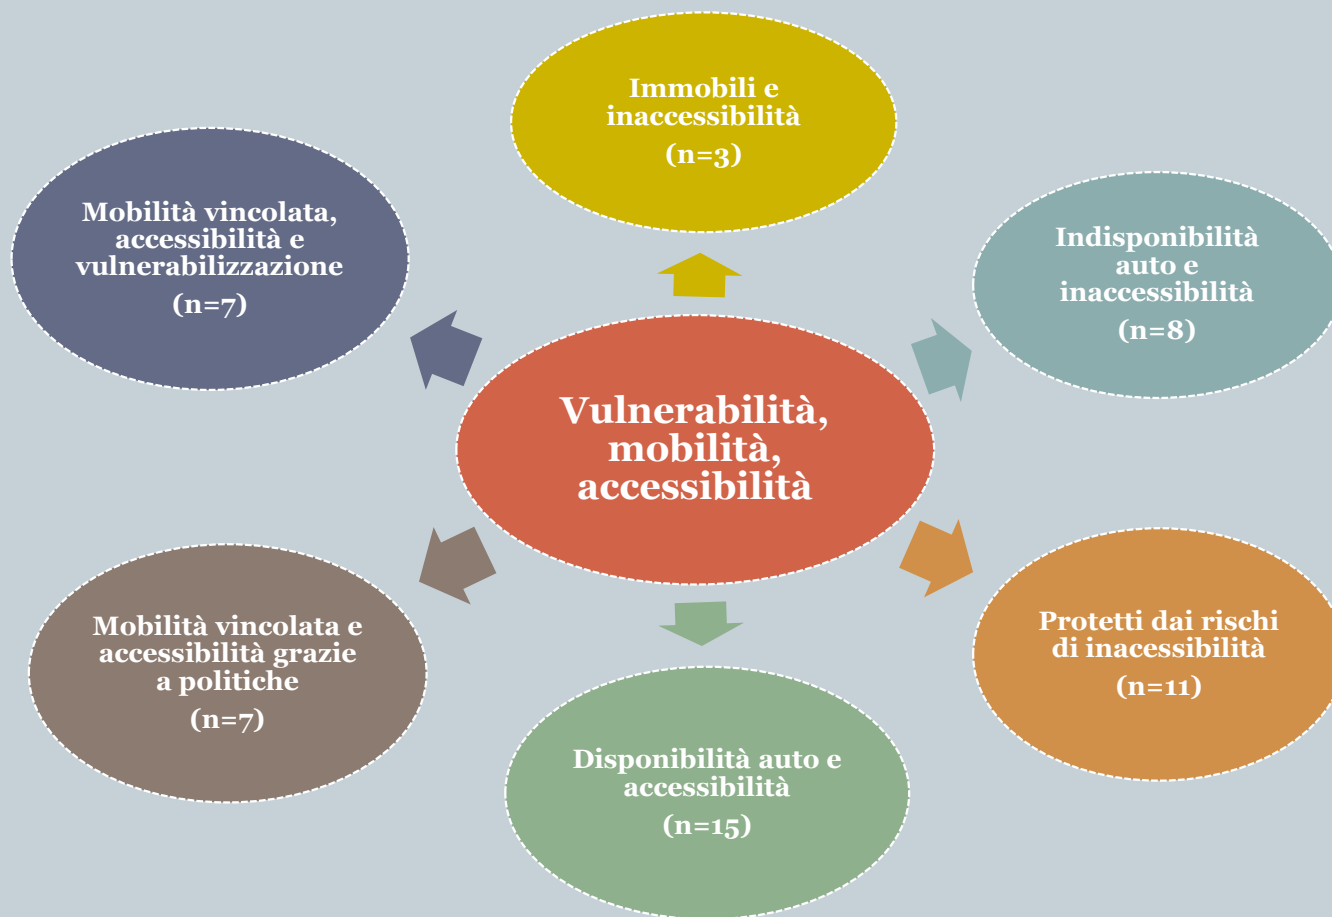 Immobili e
inaccessibilità
(n=3)
Mobilità vincolata,
accessibilità e
vulnerabilizzazione
(n=7)
Indisponibilità
auto e
inaccessibilità
(n=8)
Vulnerabilità,
mobilità,
accessibilità
Mobilità vincolata e
accessibilità grazie
a politiche
(n=7)
Protetti dai rischi
di inacessibilità
(n=11)
Disponibilità auto e
accessibilità
(n=15)